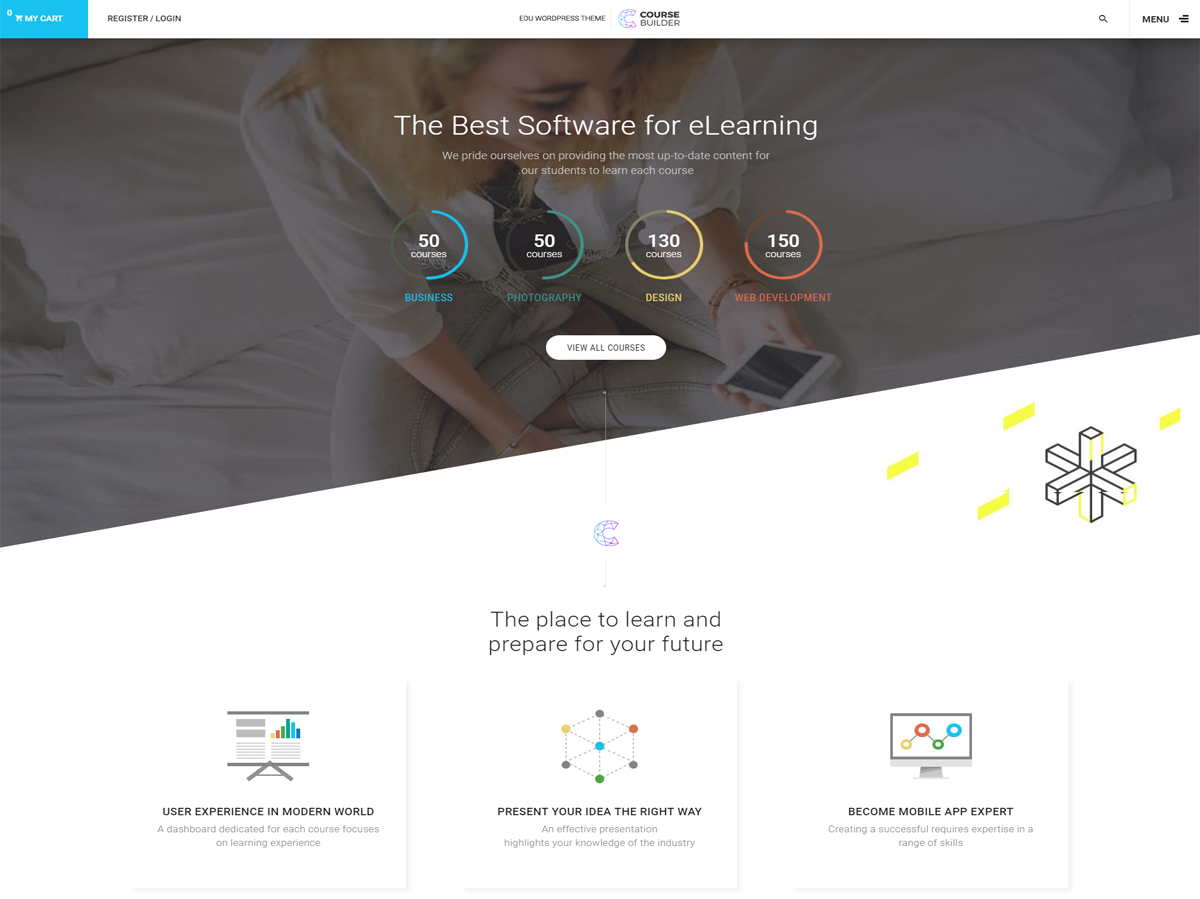 0
MY CART
REGISTER / LOGIN
EDU WORDPRESS THEME
COURSE
BUILDER
MENU
The Best Software for eLearning
We pride ourselves on providing the most up-to-date content for
.our students to learn each course
50
courses
BUSINESS
50
courses
PHOTOGRAPHY
130
courses
DESIGN
150
courses
WEB DEVELOPMENT
VIEW ALL COURSES
The place to learn and
prepare for your future
USER EXPERIENCE IN MODERN WORLD
A dashboard dedicated for each course focuses
on learning experience
PRESENT YOUR IDEA THE RIGHT WAY
An effective presentation
highlights your knowledge of the industry
BECOME MOBILE APP EXPERT
Creating a successful requires expertise in a
range of skills